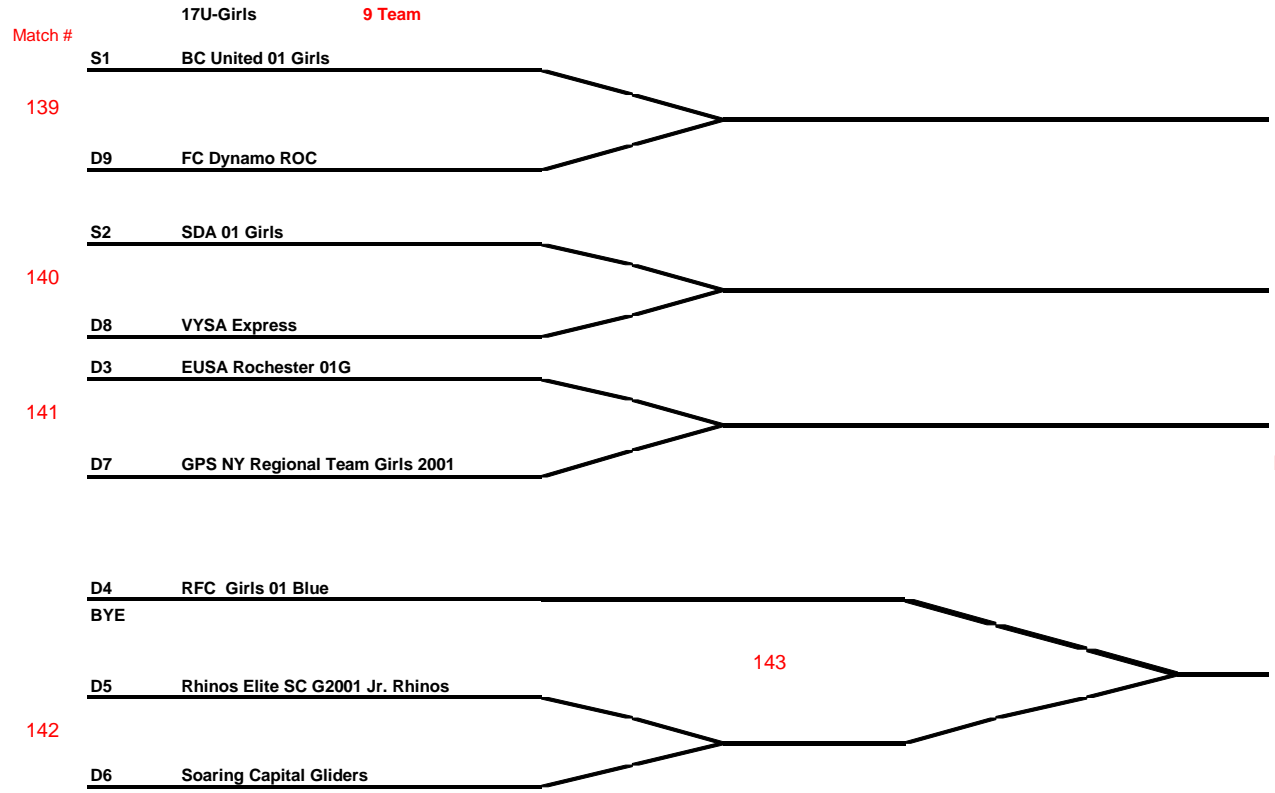 17U-Girls 9 Team
Match #
S1 BC United 01 Girls
139
D9 FC Dynamo ROC
S2 SDA 01 Girls
140
D8 VYSA Express
D3 EUSA Rochester 01G
141
D7 GPS NY Regional Team Girls 2001
D4 RFC Girls 01 Blue
BYE
143
D5 Rhinos Elite SC G2001 Jr. Rhinos
142
D6 Soaring Capital Gliders